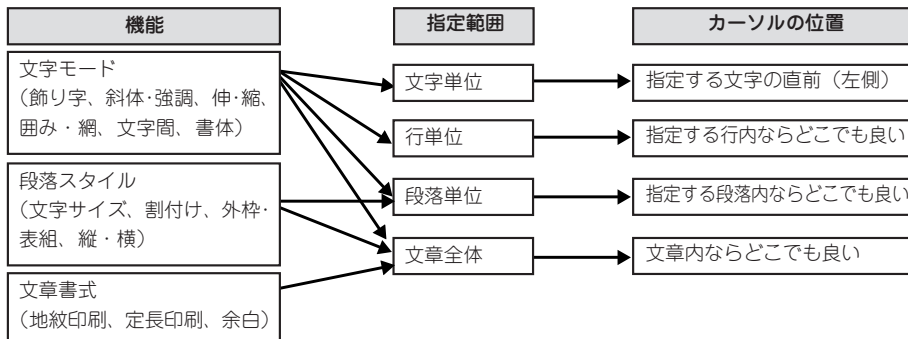 機能
指定範囲
カーソルの位置
文字モード
（飾り字、斜体・強調、伸・縮、
囲み・網、文字間、書体）
段落スタイル
（文字サイズ、割付け、外枠・
表組、縦・横）
文章書式
（地紋印刷、定長印刷、余白）
文字単位
行単位
段落単位
文章全体
指定する文字の直前（左側）
指定する行内ならどこでも良い
指定する段落内ならどこでも良い
文章内ならどこでも良い